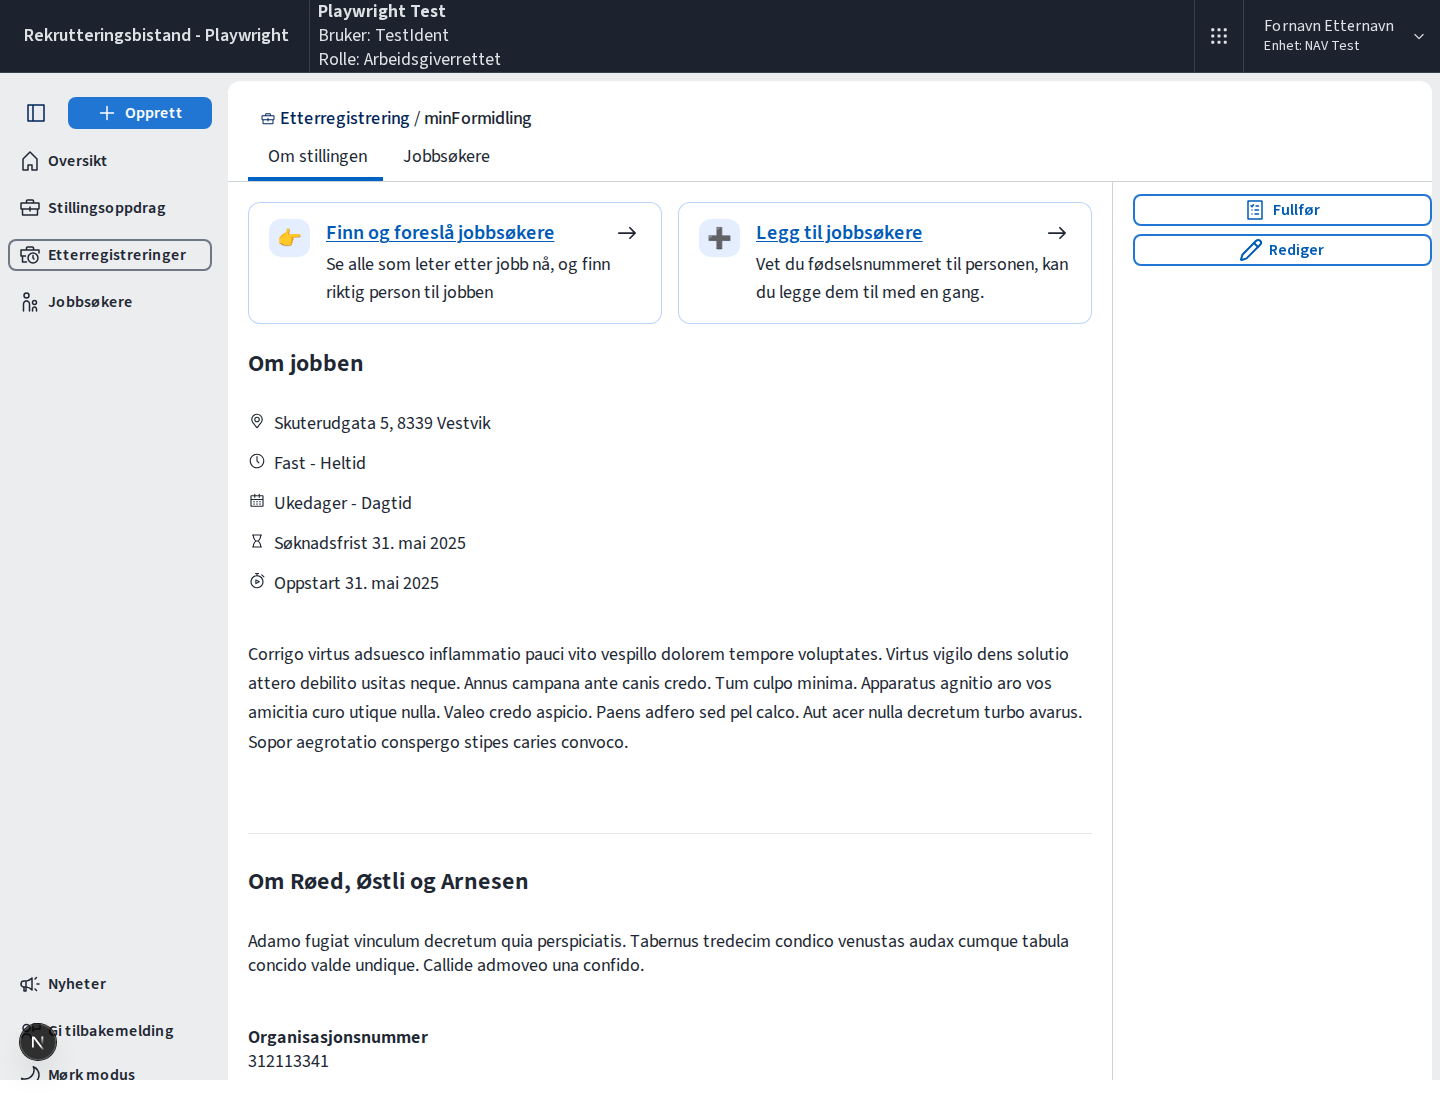 Rekrutteringsbistand - Playwright
Playwright Test
Bruker: TestIdent
Rolle: Arbeidsgiverrettet
Fornavn Etternavn
Enhet: NAV Test
Opprett
Oversikt
Stillingsoppdrag
Etterregistreringer
Jobbsøkere
Etterregistrering / minFormidling
Om stillingen
Jobbsøkere
Finn og foreslå jobbsøkere
Se alle som leter etter jobb nå, og finn
riktig person til jobben
Legg til jobbsøkere
Vet du fødselsnummeret til personen, kan
du legge dem til med en gang.
Fullfør
Rediger
Om jobben
Skuterudgata 5, 8339 Vestvik
Fast - Heltid
Ukedager - Dagtid
Søknadsfrist 31. mai 2025
Oppstart 31. mai 2025
Corrigo virtus adsuesco inflammatio pauci vito vespillo dolorem tempore voluptates. Virtus vigilo dens solutio
attero debilito usitas neque. Annus campana ante canis credo. Tum culpo minima. Apparatus agnitio aro vos
amicitia curo utique nulla. Valeo credo aspicio. Paens adfero sed pel calco. Aut acer nulla decretum turbo avarus.
Sopor aegrotatio conspergo stipes caries convoco.
Om Røed, Østli og Arnesen
Adamo fugiat vinculum decretum quia perspiciatis. Tabernus tredecim condico venustas audax cumque tabula
concido valde undique. Callide admoveo una confido.
Organisasjonsnummer
312113341
Nyheter
Gi tilbakemelding
N
Mørk modus